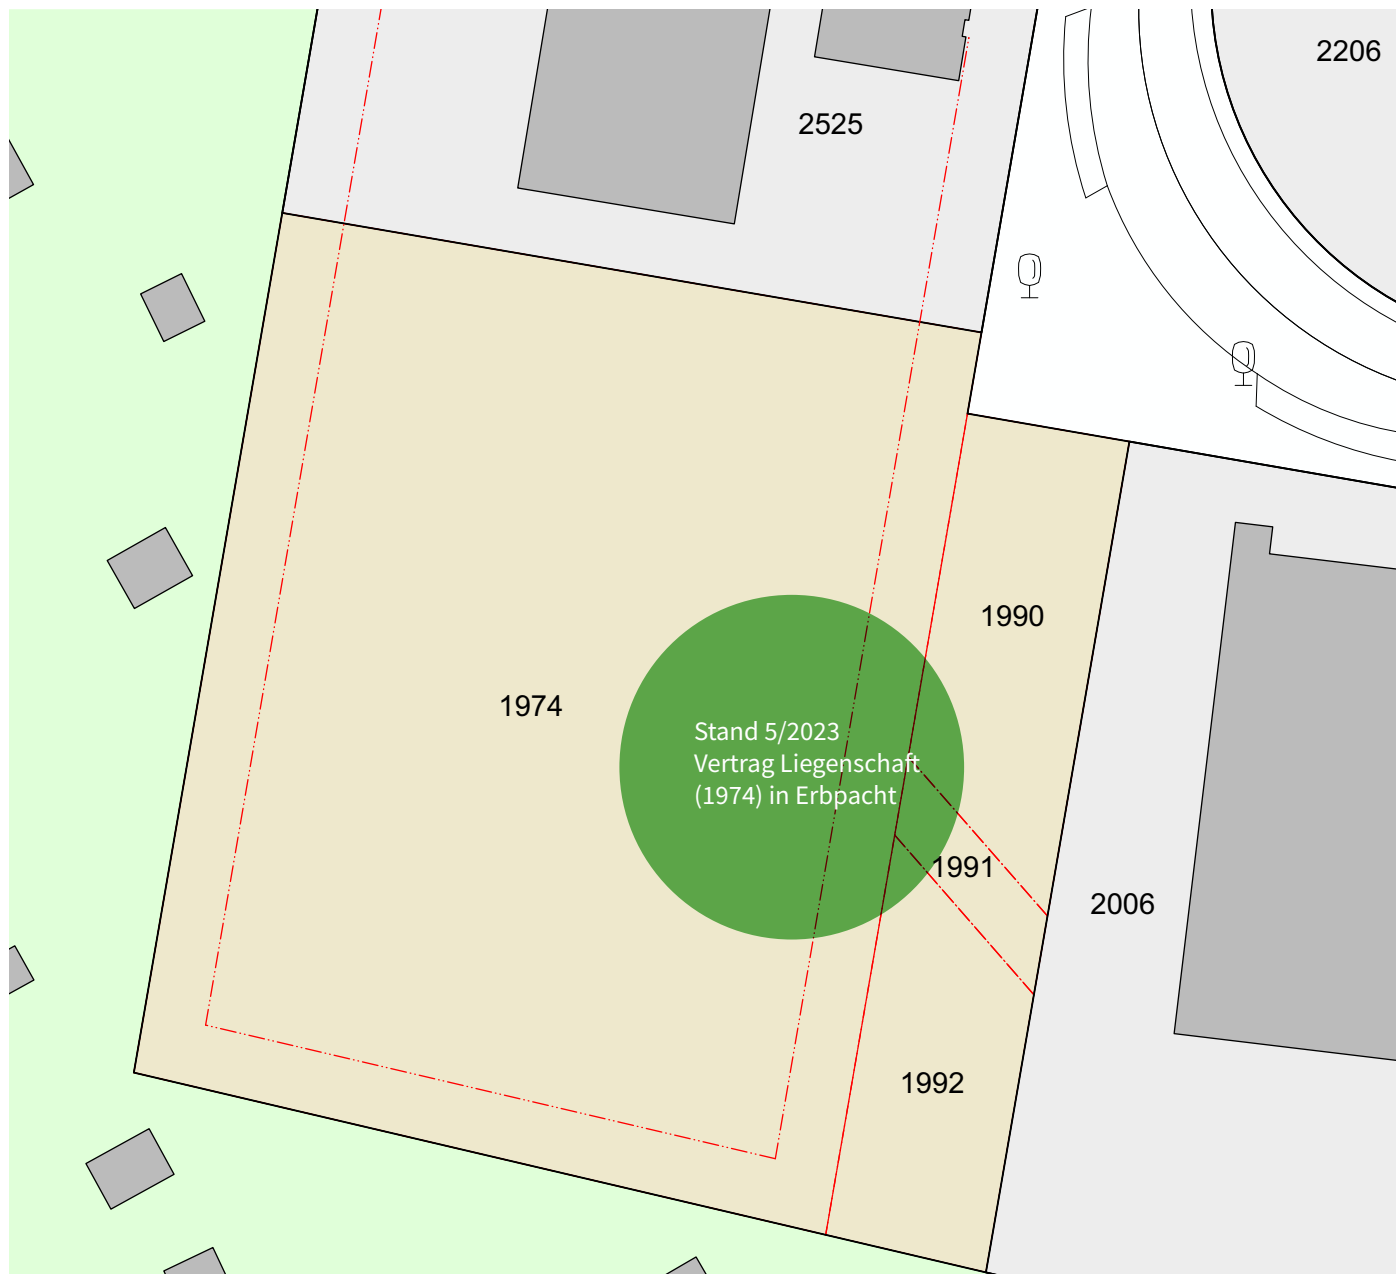 2206
2525
1990
1974
Stand 5/2023
Vertrag Liegenschaft
(1974) in Erbpacht
1991
2006
1992